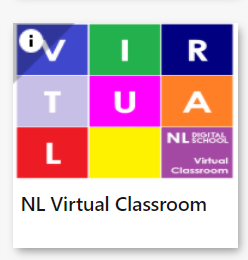 i
V I R
T U A
L
NL DIGITAL
SCHOOL
Virtual
Classroom
NL Virtual Classroom